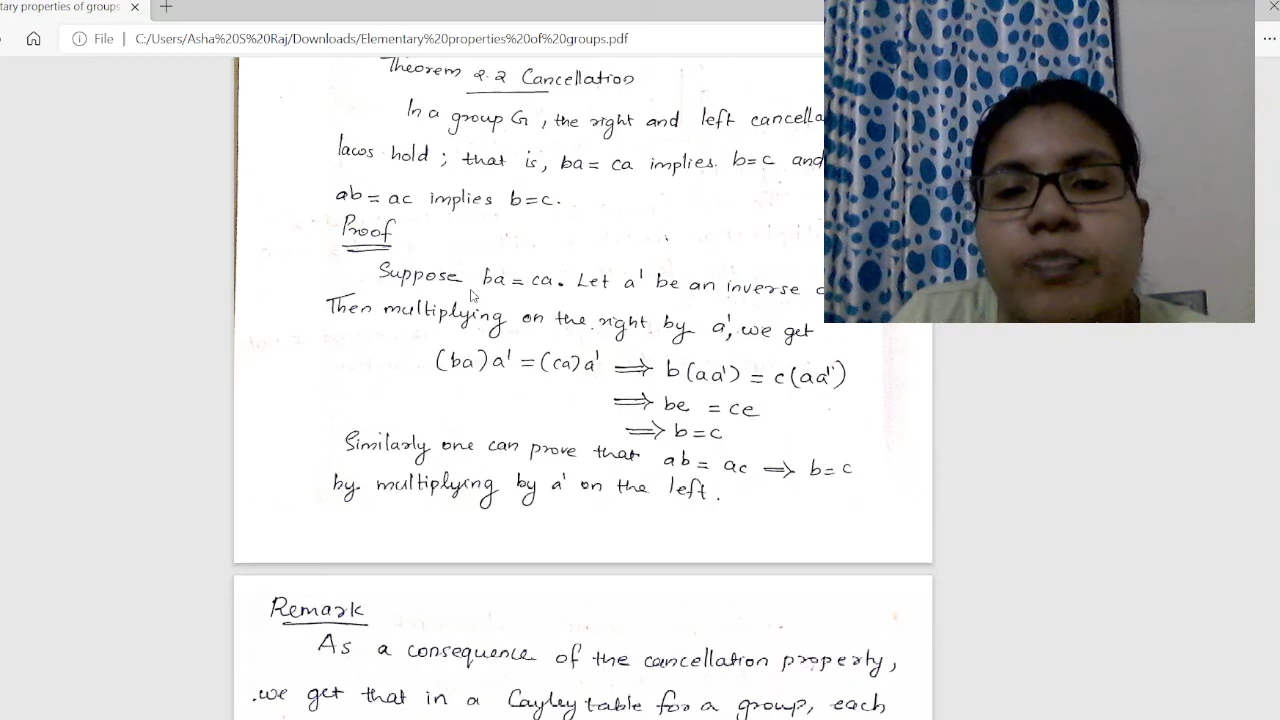 tary properties of groups
File | C:/Users/Asha%20S%20Raj/Downloads/Elementary%20properties%20of%20groups.pdf
Theorem 2.2 Cancellation
In a group G, the right and left cancella
laws hold ; that is, ba = ca implies b=c and
ab = ac implies b=c.
Proof
Suppose ba = ca. Let a' be an inverse
Then multiplying on the right by a', we get
(ba) a' = (ca) a' ⟹ b (aa') = c (aa')
⟹ be = ce
⟹ b = c
Similarly one can prove that ab = ac ⟹ b = c
by multiplying by a' on the left.
Remark
As a consequence of the cancellation property,
we get that in a Cayley table for a group, each